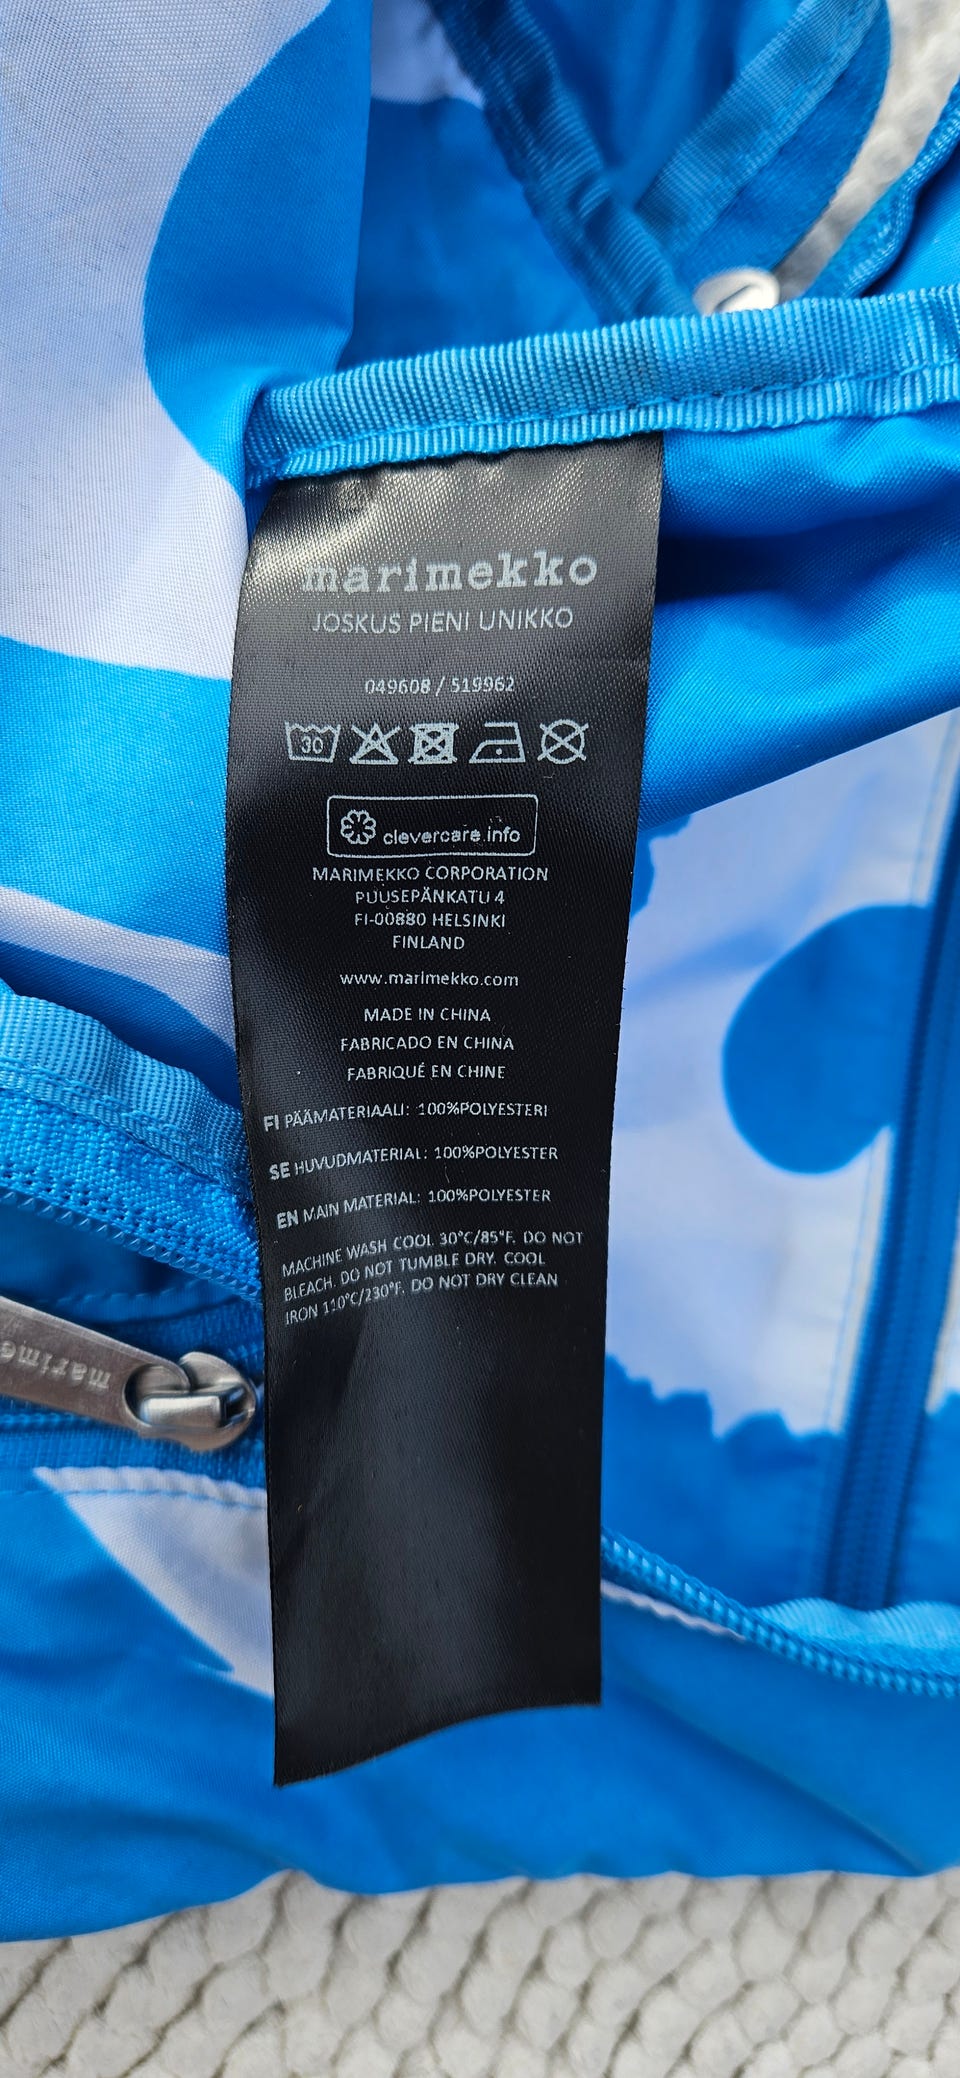 marimekko
JOSKUS PIENI UNIKKO
049608 / 519962
30
clevercare.info
MARIMEKKO CORPORATION
PUUSEPÄNKATU 4
FI-00880 HELSINKI
FINLAND
www.marimekko.com
MADE IN CHINA
FABRICADO EN CHINA
FABRIQUÉ EN CHINE
FI PÄÄMATERIAALI: 100%POLYESTERI
SE HUVUDMATERIAL: 100%POLYESTER
EN MAIN MATERIAL: 100%POLYESTER
MACHINE WASH COOL 30°C/85°F. DO NOT
BLEACH. DO NOT TUMBLE DRY. COOL
IRON 110°C/230°F. DO NOT DRY CLEAN
marime